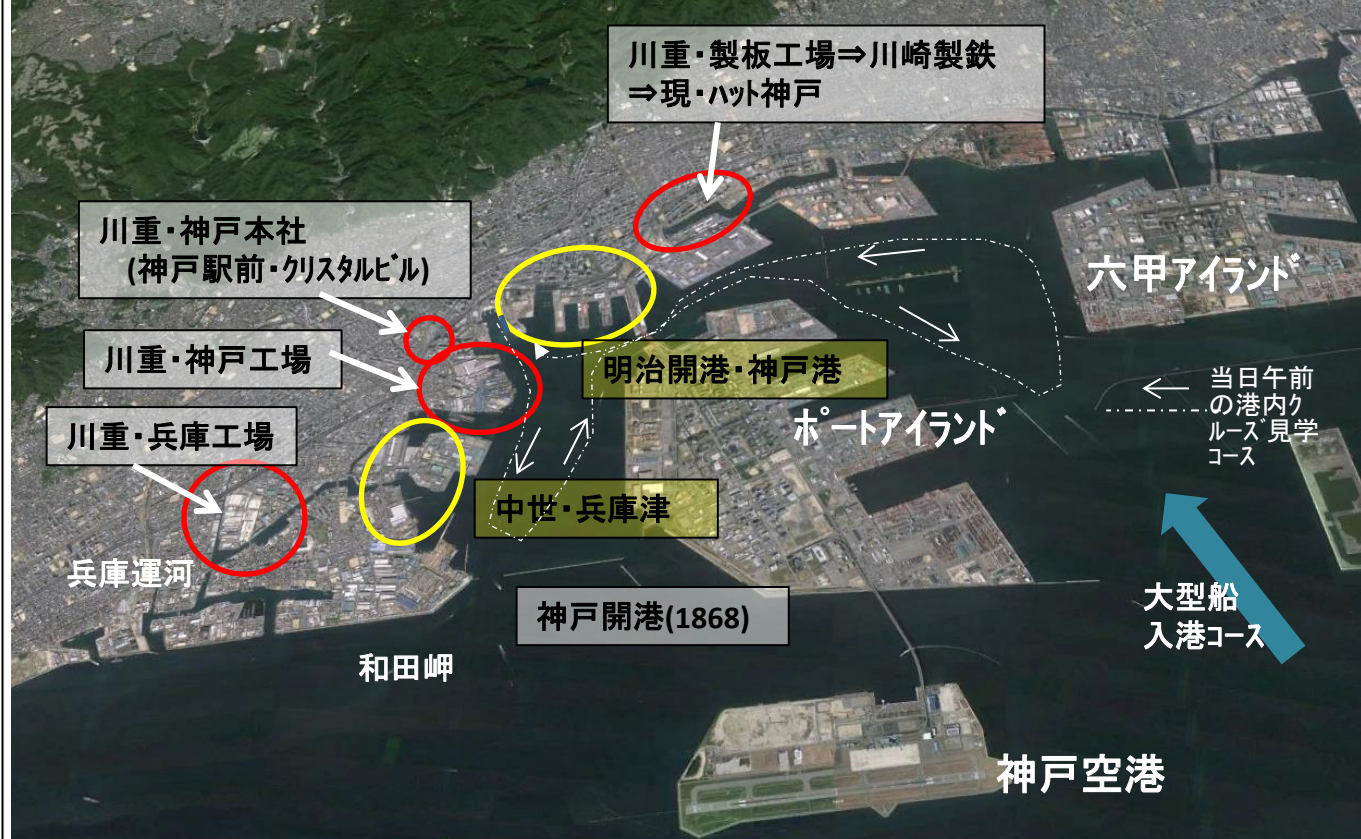 川重・製板工場⇒川崎製鉄
⇒現・ハット神戸
川重・神戸本社
(神戸駅前・クリスタルビル)
川重・神戸工場
川重・兵庫工場
六甲アイランド
明治開港・神戸港
ポートアイランド
当日午前
の港内ク
ルーズ見学
コース
中世・兵庫津
兵庫運河
神戸開港(1868)
大型船
入港コース
和田岬
神戸空港